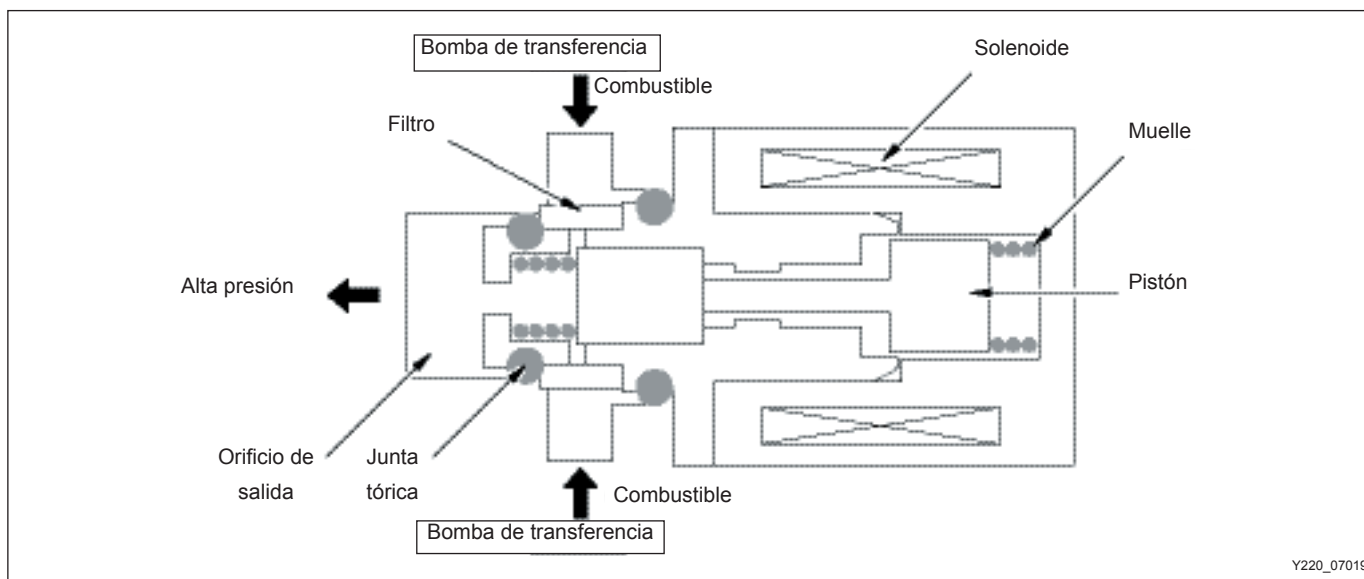 Bomba de transferencia
Solenoide
Combustible
Filtro
Muelle
Alta presión
Pistón
Orificio de
salida
Junta
tórica
Combustible
Bomba de transferencia
Y220_07019